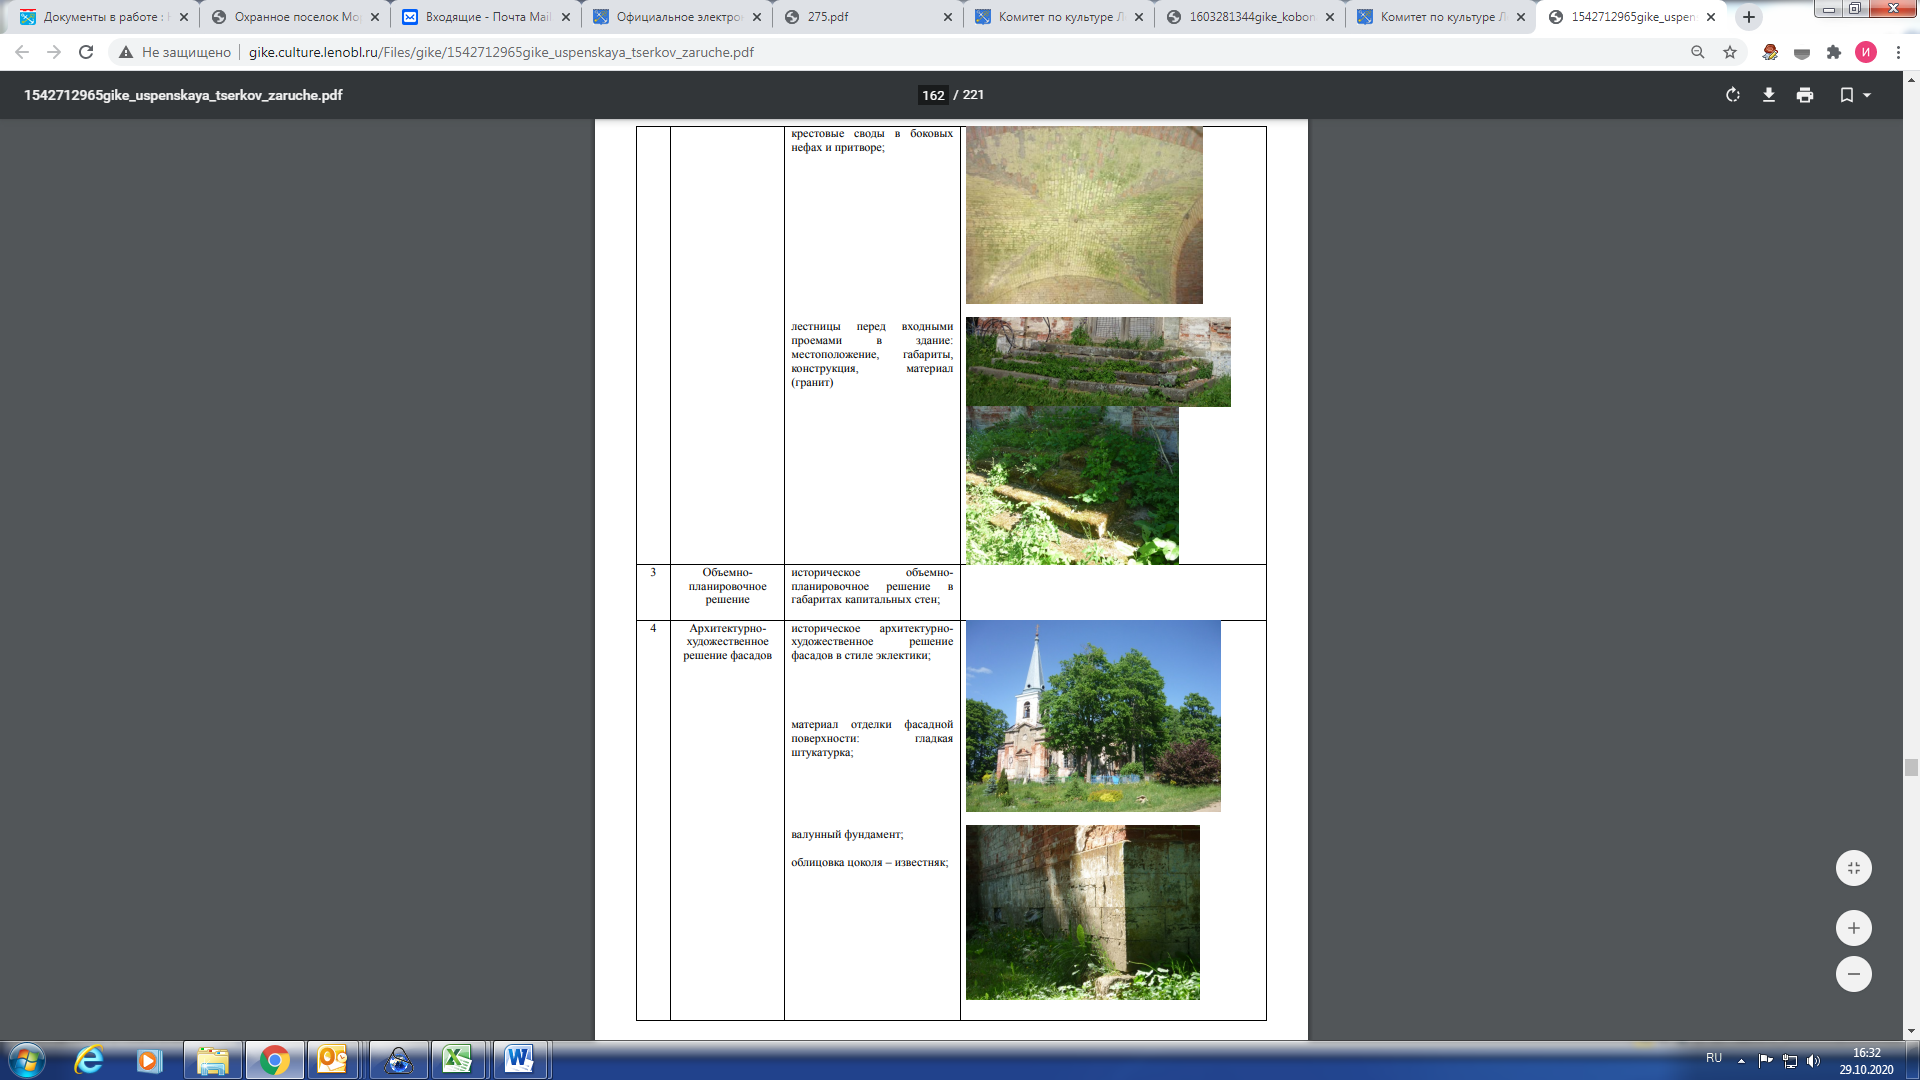 Документы в работе :
Охранное поселок Мо
Входящие - Почта Mail
Официальное электро
275.pdf
Комитет по культуре Л
1603281344gike_kobon
Комитет по культуре Л
1542712965gike_uspen
Не защищено
gike.culture.lenobl.ru/Files/gike/1542712965gike_uspenskaya_tserkov_zaruche.pdf
И
1542712965gike_uspenskaya_tserkov_zaruche.pdf
162 / 221
крестовые своды в боковых
нефах и притворе;
лестницы перед входными
проемами в здание:
местоположение, габариты,
конструкция, материал
(гранит)
3
Объемно-
планировочное
решение
историческое объемно-
планировочное решение в
габаритах капитальных стен;
4
Архитектурно-
художественное
решение фасадов
историческое архитектурно-
художественное решение
фасадов в стиле эклектики;
материал отделки фасадной
поверхности: гладкая
штукатурка;
валунный фундамент;
облицовка цоколя – известняк;
RU
16:32
29.10.2020